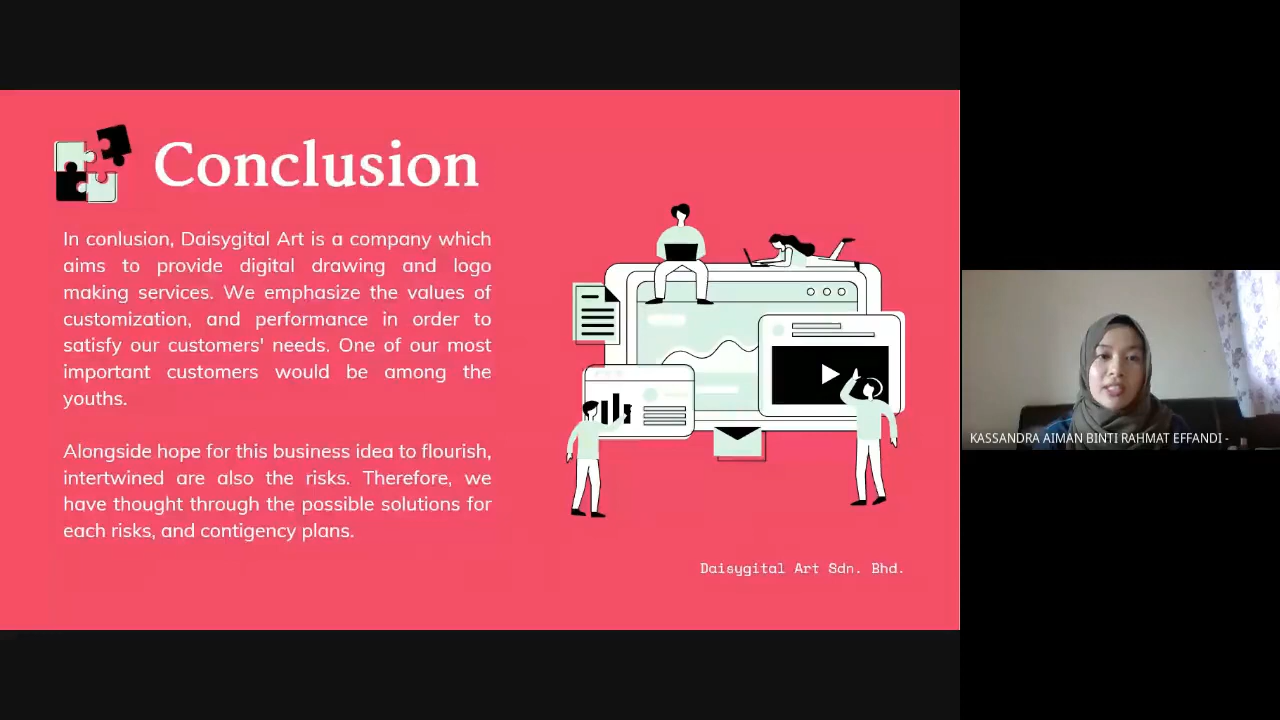 Conclusion
In conlusion, Daisygital Art is a company which
aims to provide digital drawing and logo
making services. We emphasize the values of
customization, and performance in order to
satisfy our customers' needs. One of our most
important customers would be among the
youths.
Alongside hope for this business idea to flourish,
intertwined are also the risks. Therefore, we
have thought through the possible solutions for
each risks, and contigency plans.
Daisygital Art Sdn. Bhd.
KASSANDRA AIMAN BINTI RAHMAT EFFANDI -